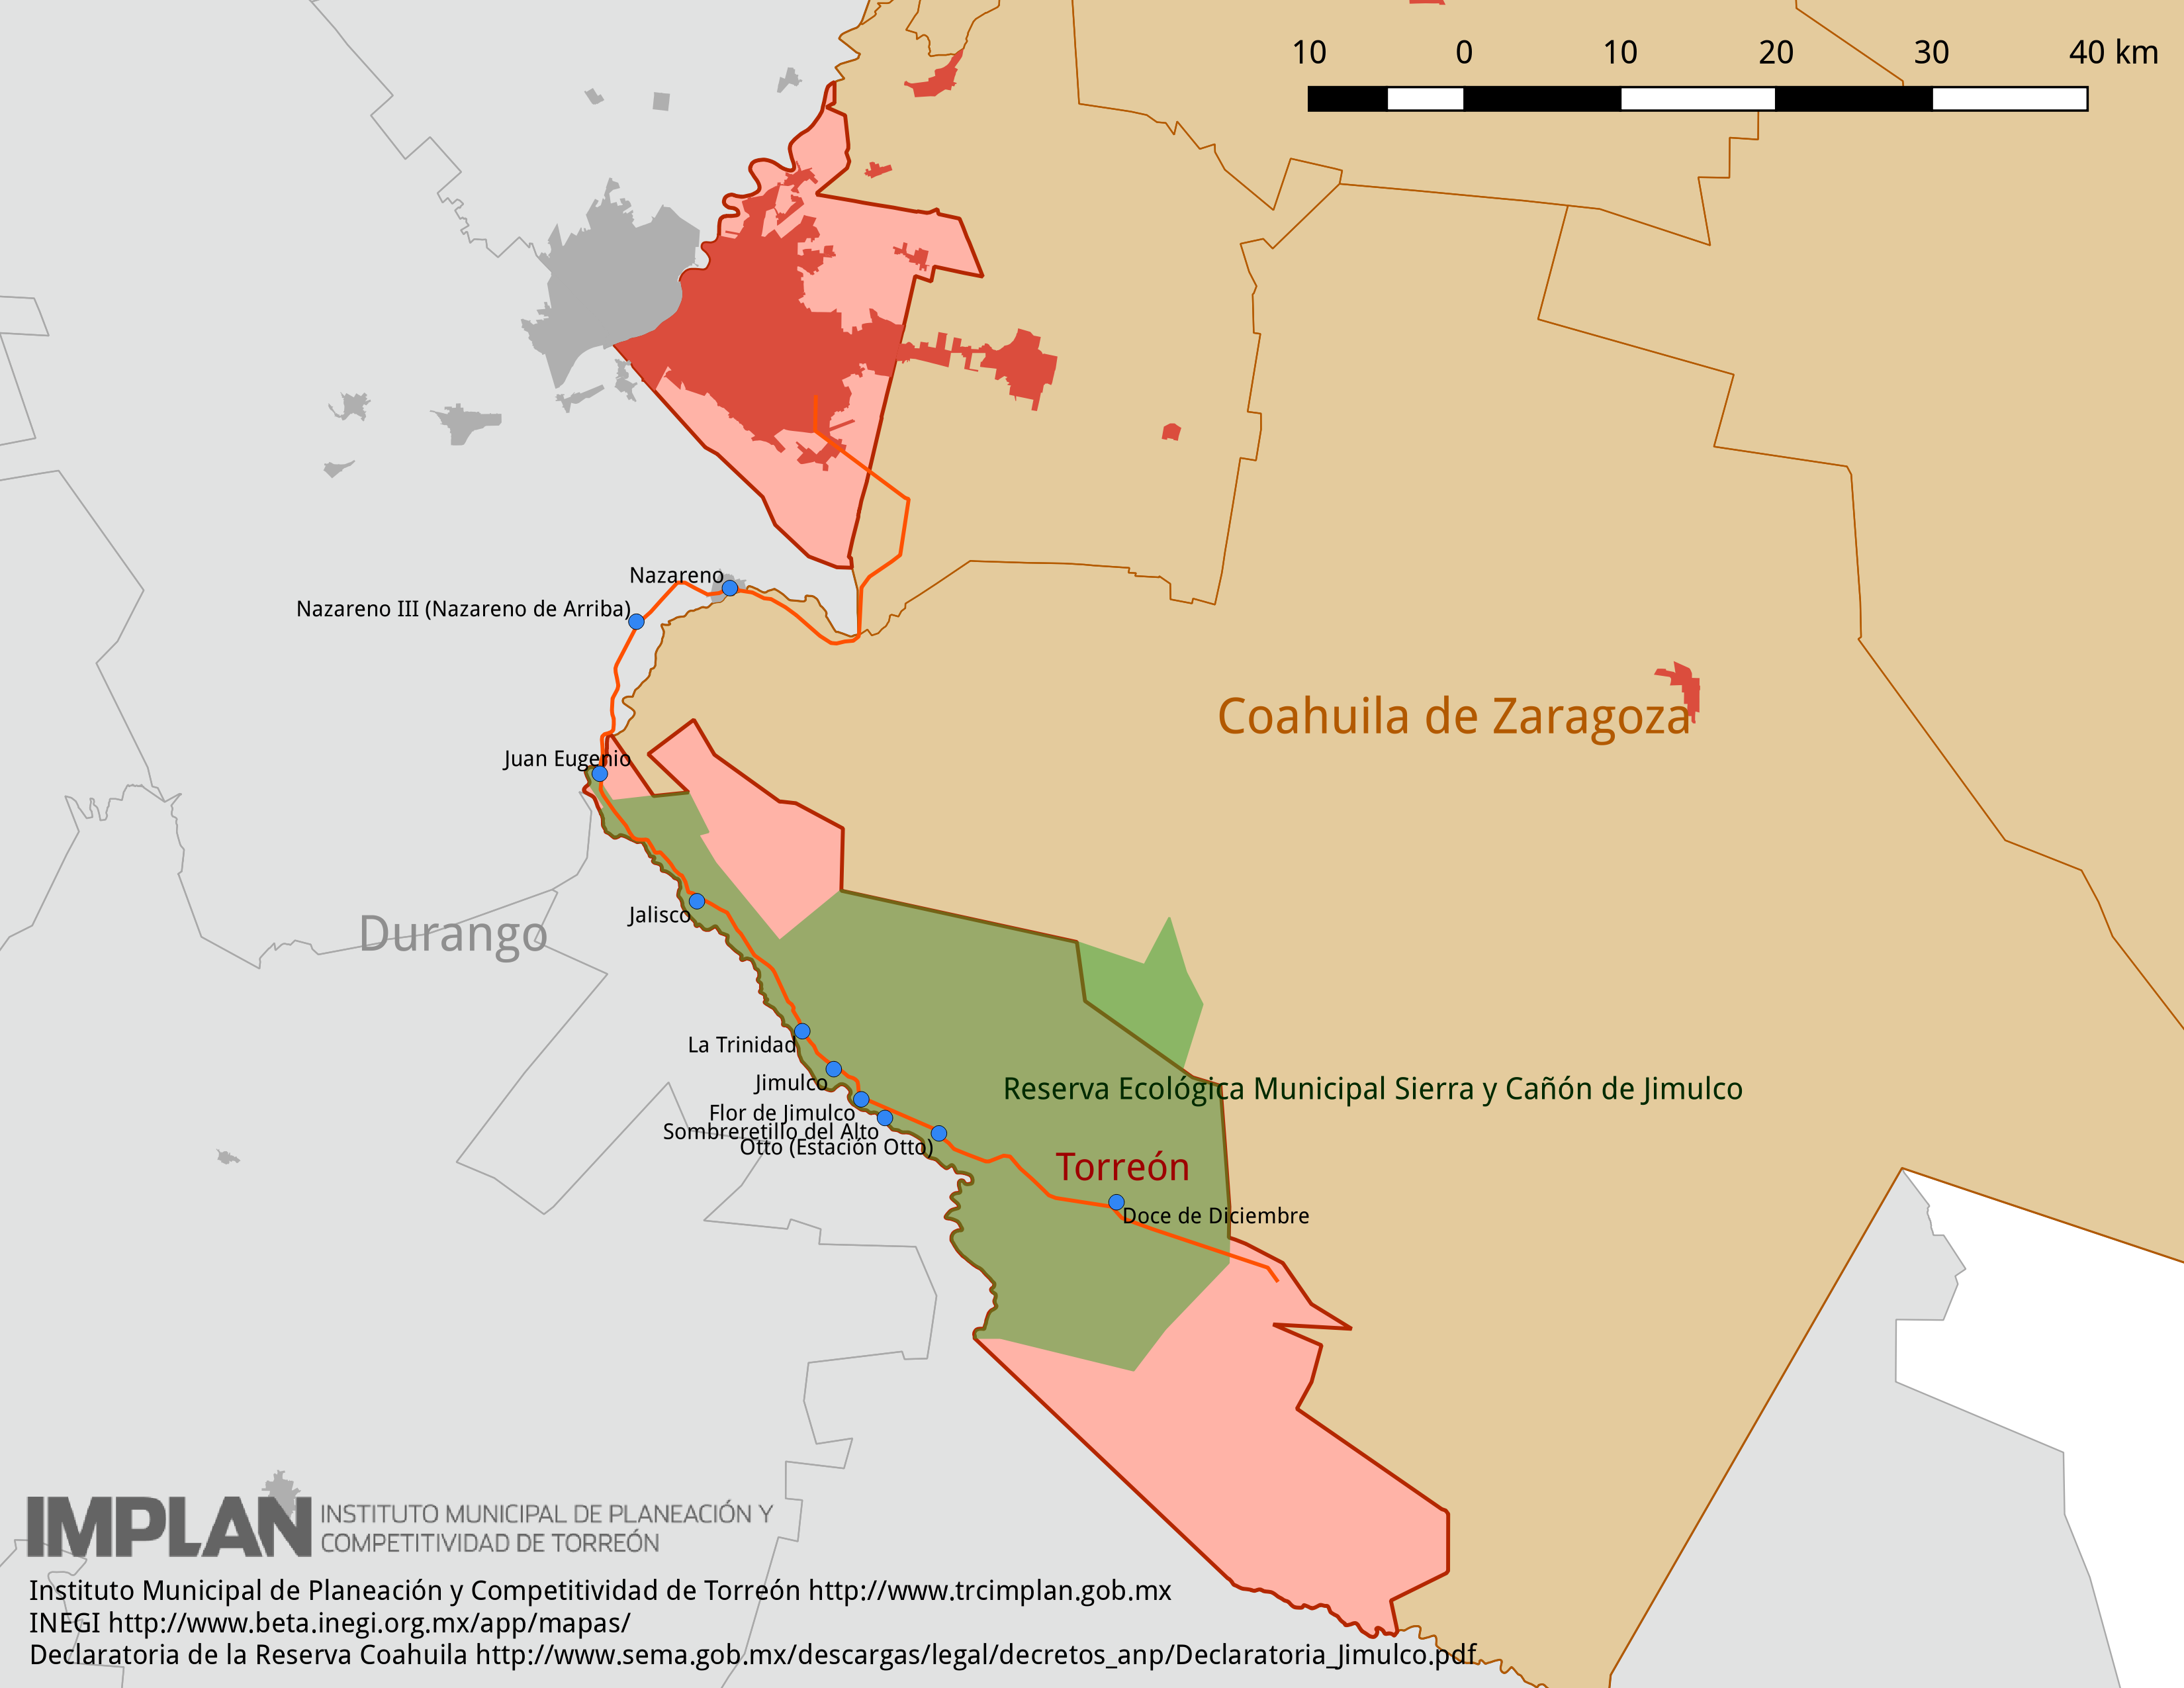 10 0 10 20 30 40 km
Nazareno
Nazareno III (Nazareno de Arriba)
Coahuila de Zaragoza
Juan Eugenio
Jalisco
Durango
La Trinidad
Jimulco
Reserva Ecológica Municipal Sierra y Cañón de Jimulco
Flor de Jimulco
Sombreretillo del Alto
Otto (Estación Otto)
Torreón
Doce de Diciembre
IMPLAN INSTITUTO MUNICIPAL DE PLANEACIÓN Y
COMPETITIVIDAD DE TORREÓN
Instituto Municipal de Planeación y Competitividad de Torreón http://www.trcimplan.gob.mx
INEGI http://www.beta.inegi.org.mx/app/mapas/
Declaratoria de la Reserva Coahuila http://www.sema.gob.mx/descargas/legal/decretos_anp/Declaratoria_Jimulco.pdf